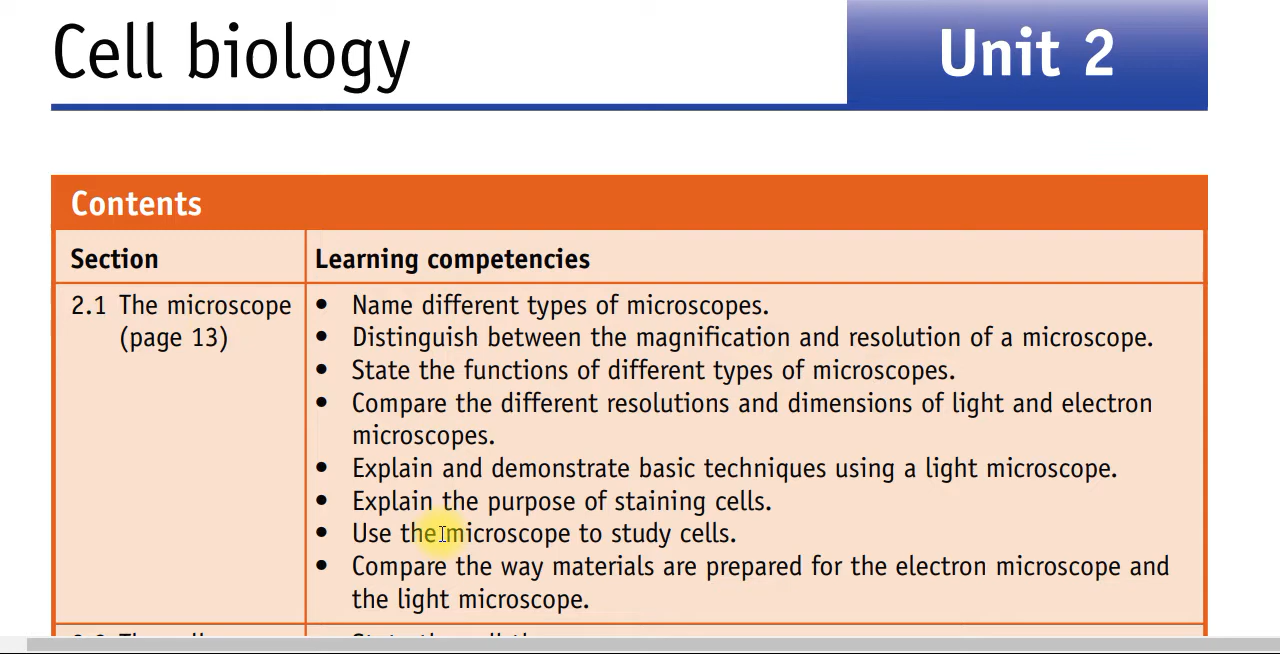 Cell biology
Unit 2
Contents
Section
Learning competencies
2.1 The microscope
(page 13)
• Name different types of microscopes.
• Distinguish between the magnification and resolution of a microscope.
• State the functions of different types of microscopes.
• Compare the different resolutions and dimensions of light and electron
microscopes.
• Explain and demonstrate basic techniques using a light microscope.
• Explain the purpose of staining cells.
• Use the microscope to study cells.
• Compare the way materials are prepared for the electron microscope and
the light microscope.